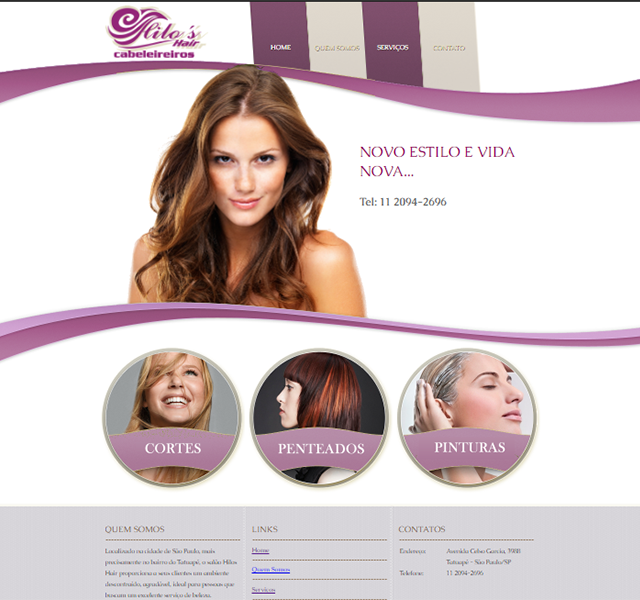 Hilo's
Hair
cabeleireiros
HOME
QUEM SOMOS
SERVIÇOS
CONTATO
NOVO ESTILO E VIDA
NOVA...
Tel: 11 2094-2696
CORTES
PENTEADOS
PINTURAS
QUEM SOMOS
Localizado na cidade de São Paulo, mais
precisamente no bairro do Tatuapé, o salão Hilos
Hair proporciona a seus clientes um ambiente
descontraído, agradável, ideal para pessoas que
buscam um excelente serviço de beleza.
LINKS
Home
Quem Somos
Serviços
CONTATOS
Endereço: Avenida Celso Garcia, 3988
Tatuapé - São Paulo/SP
Telefone: 11 2094-2696